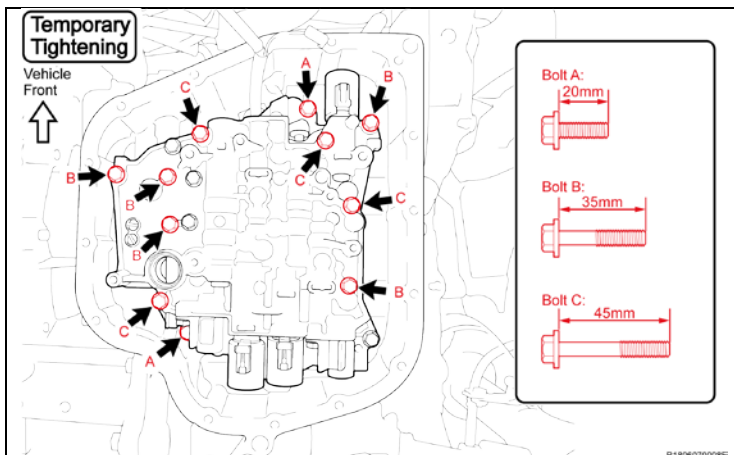 Temporary
Tightening
Vehicle
Front
A
B
C
C
B
B
C
B
B
C
A
Bolt A:
20mm
Bolt B:
35mm
Bolt C:
45mm